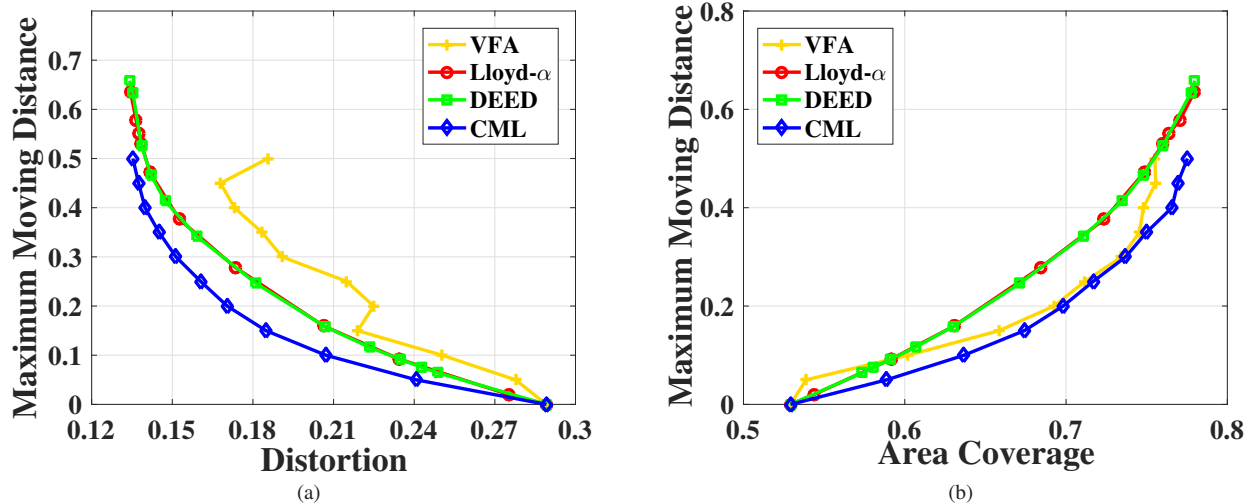 Maximum Moving Distance
0.7
0.6
0.5
0.4
0.3
0.2
0.1
0
0.12 0.15 0.18 0.21 0.24 0.27 0.3
Distortion
VFA
Lloyd-α
DEED
CML
(a)
Maximum Moving Distance
0.8
0.6
0.4
0.2
0
0.5 0.6 0.7 0.8
Area Coverage
VFA
Lloyd-α
DEED
CML
(b)